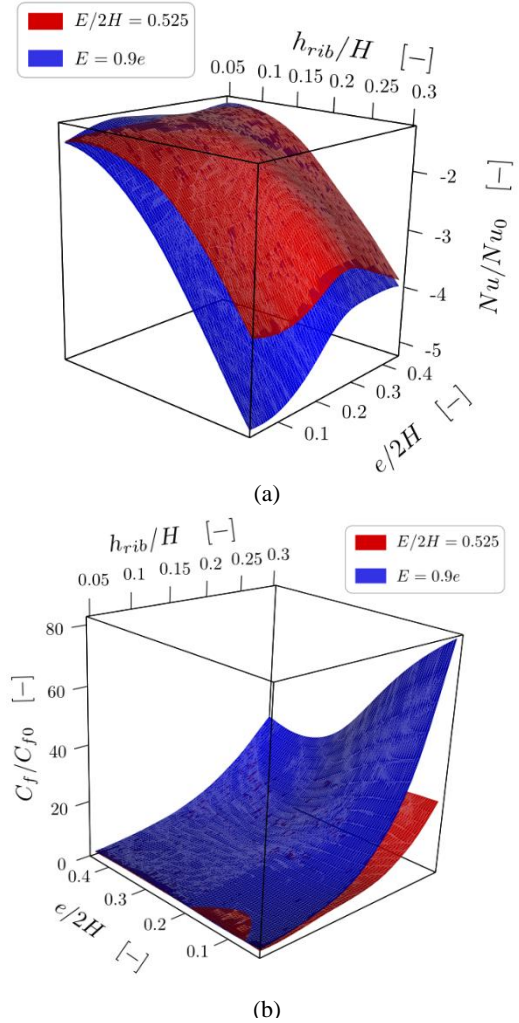 E/2H = 0.525
E = 0.9e
h_rib/H [−]
0.05 0.1 0.15 0.2 0.25 0.3
-2
-3
-4
-5
Nu/Nu_0 [−]
0.4
0.3
0.2
0.1
e/2H [−]
(a)
h_rib/H [−]
0.05 0.1 0.15 0.2 0.25 0.3
E/2H = 0.525
E = 0.9e
80
60
40
20
0
C_f/C_f0 [−]
0.4
0.3
0.2
0.1
e/2H [−]
(b)